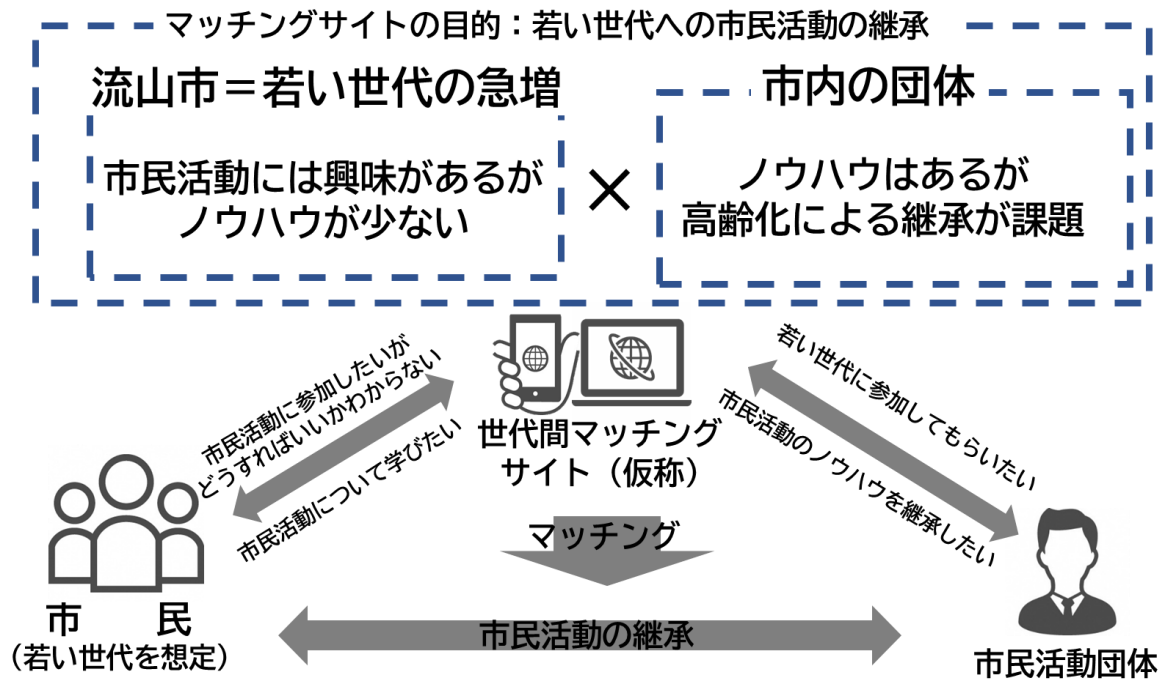 マッチングサイトの目的：若い世代への市民活動の継承
流山市＝若い世代の急増
市民活動には興味があるが
ノウハウが少ない
×
市内の団体
ノウハウはあるが
高齢化による継承が課題
市民活動に参加したいが
どうすればいいかわからない
市民活動について学びたい
世代間マッチング
サイト（仮称）
若い世代に参加してもらいたい
市民活動のノウハウを継承したい
マッチング
市　民
（若い世代を想定）
市民活動の継承
市民活動団体